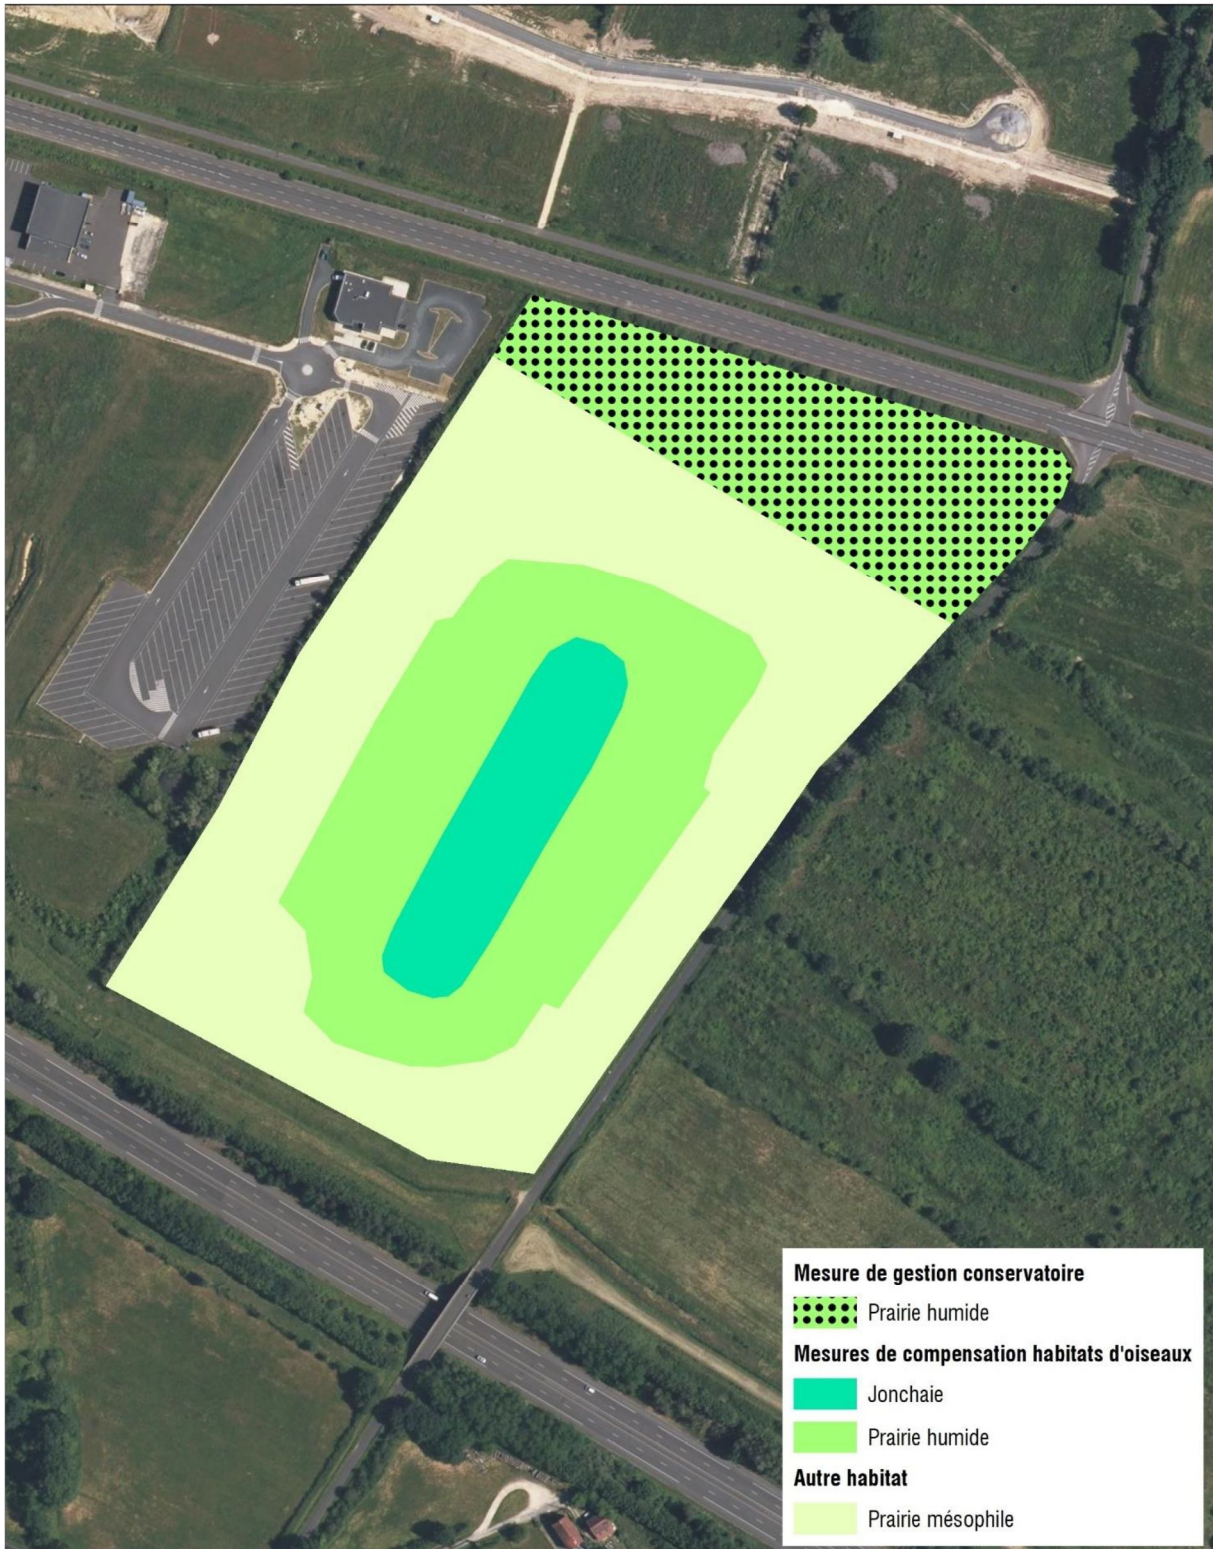 Mesure de gestion conservatoire
Prairie humide
Mesures de compensation habitats d'oiseaux
Jonchaie
Prairie humide
Autre habitat
Prairie mésophile